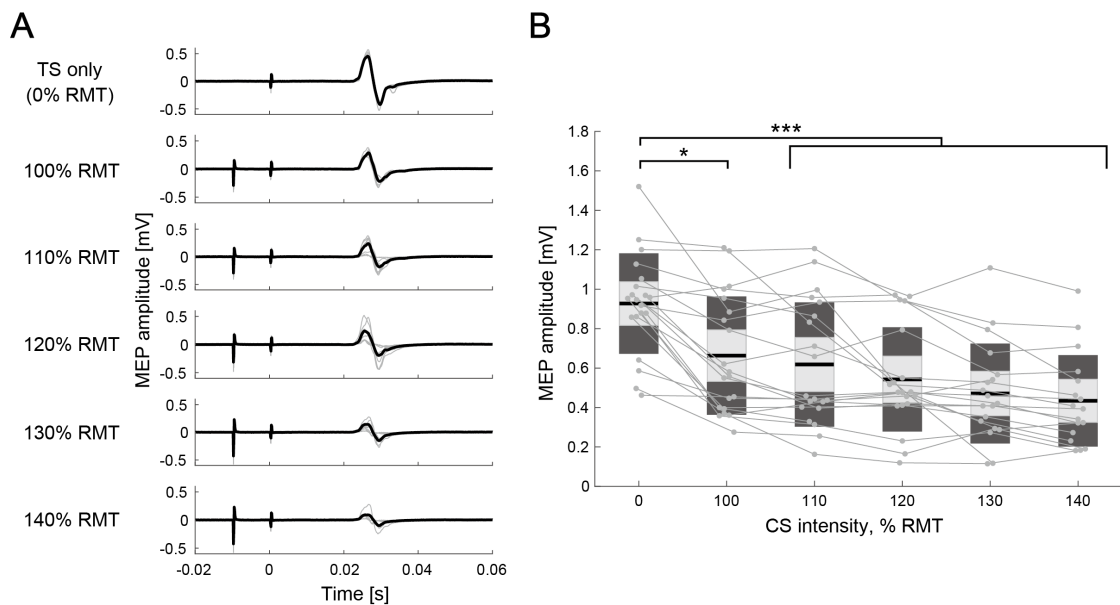 A
TS only
(0% RMT)
0.5
0
-0.5
100% RMT
0.5
0
-0.5
110% RMT
0.5
0
-0.5
120% RMT
0.5
0
-0.5
130% RMT
0.5
0
-0.5
140% RMT
0.5
0
-0.5
MEP amplitude [mV]
-0.02 0 0.02 0.04 0.06
Time [s]
B
***
*
1.8
1.6
1.4
1.2
1
0.8
0.6
0.4
0.2
0
MEP amplitude [mV]
0 100 110 120 130 140
CS intensity, % RMT